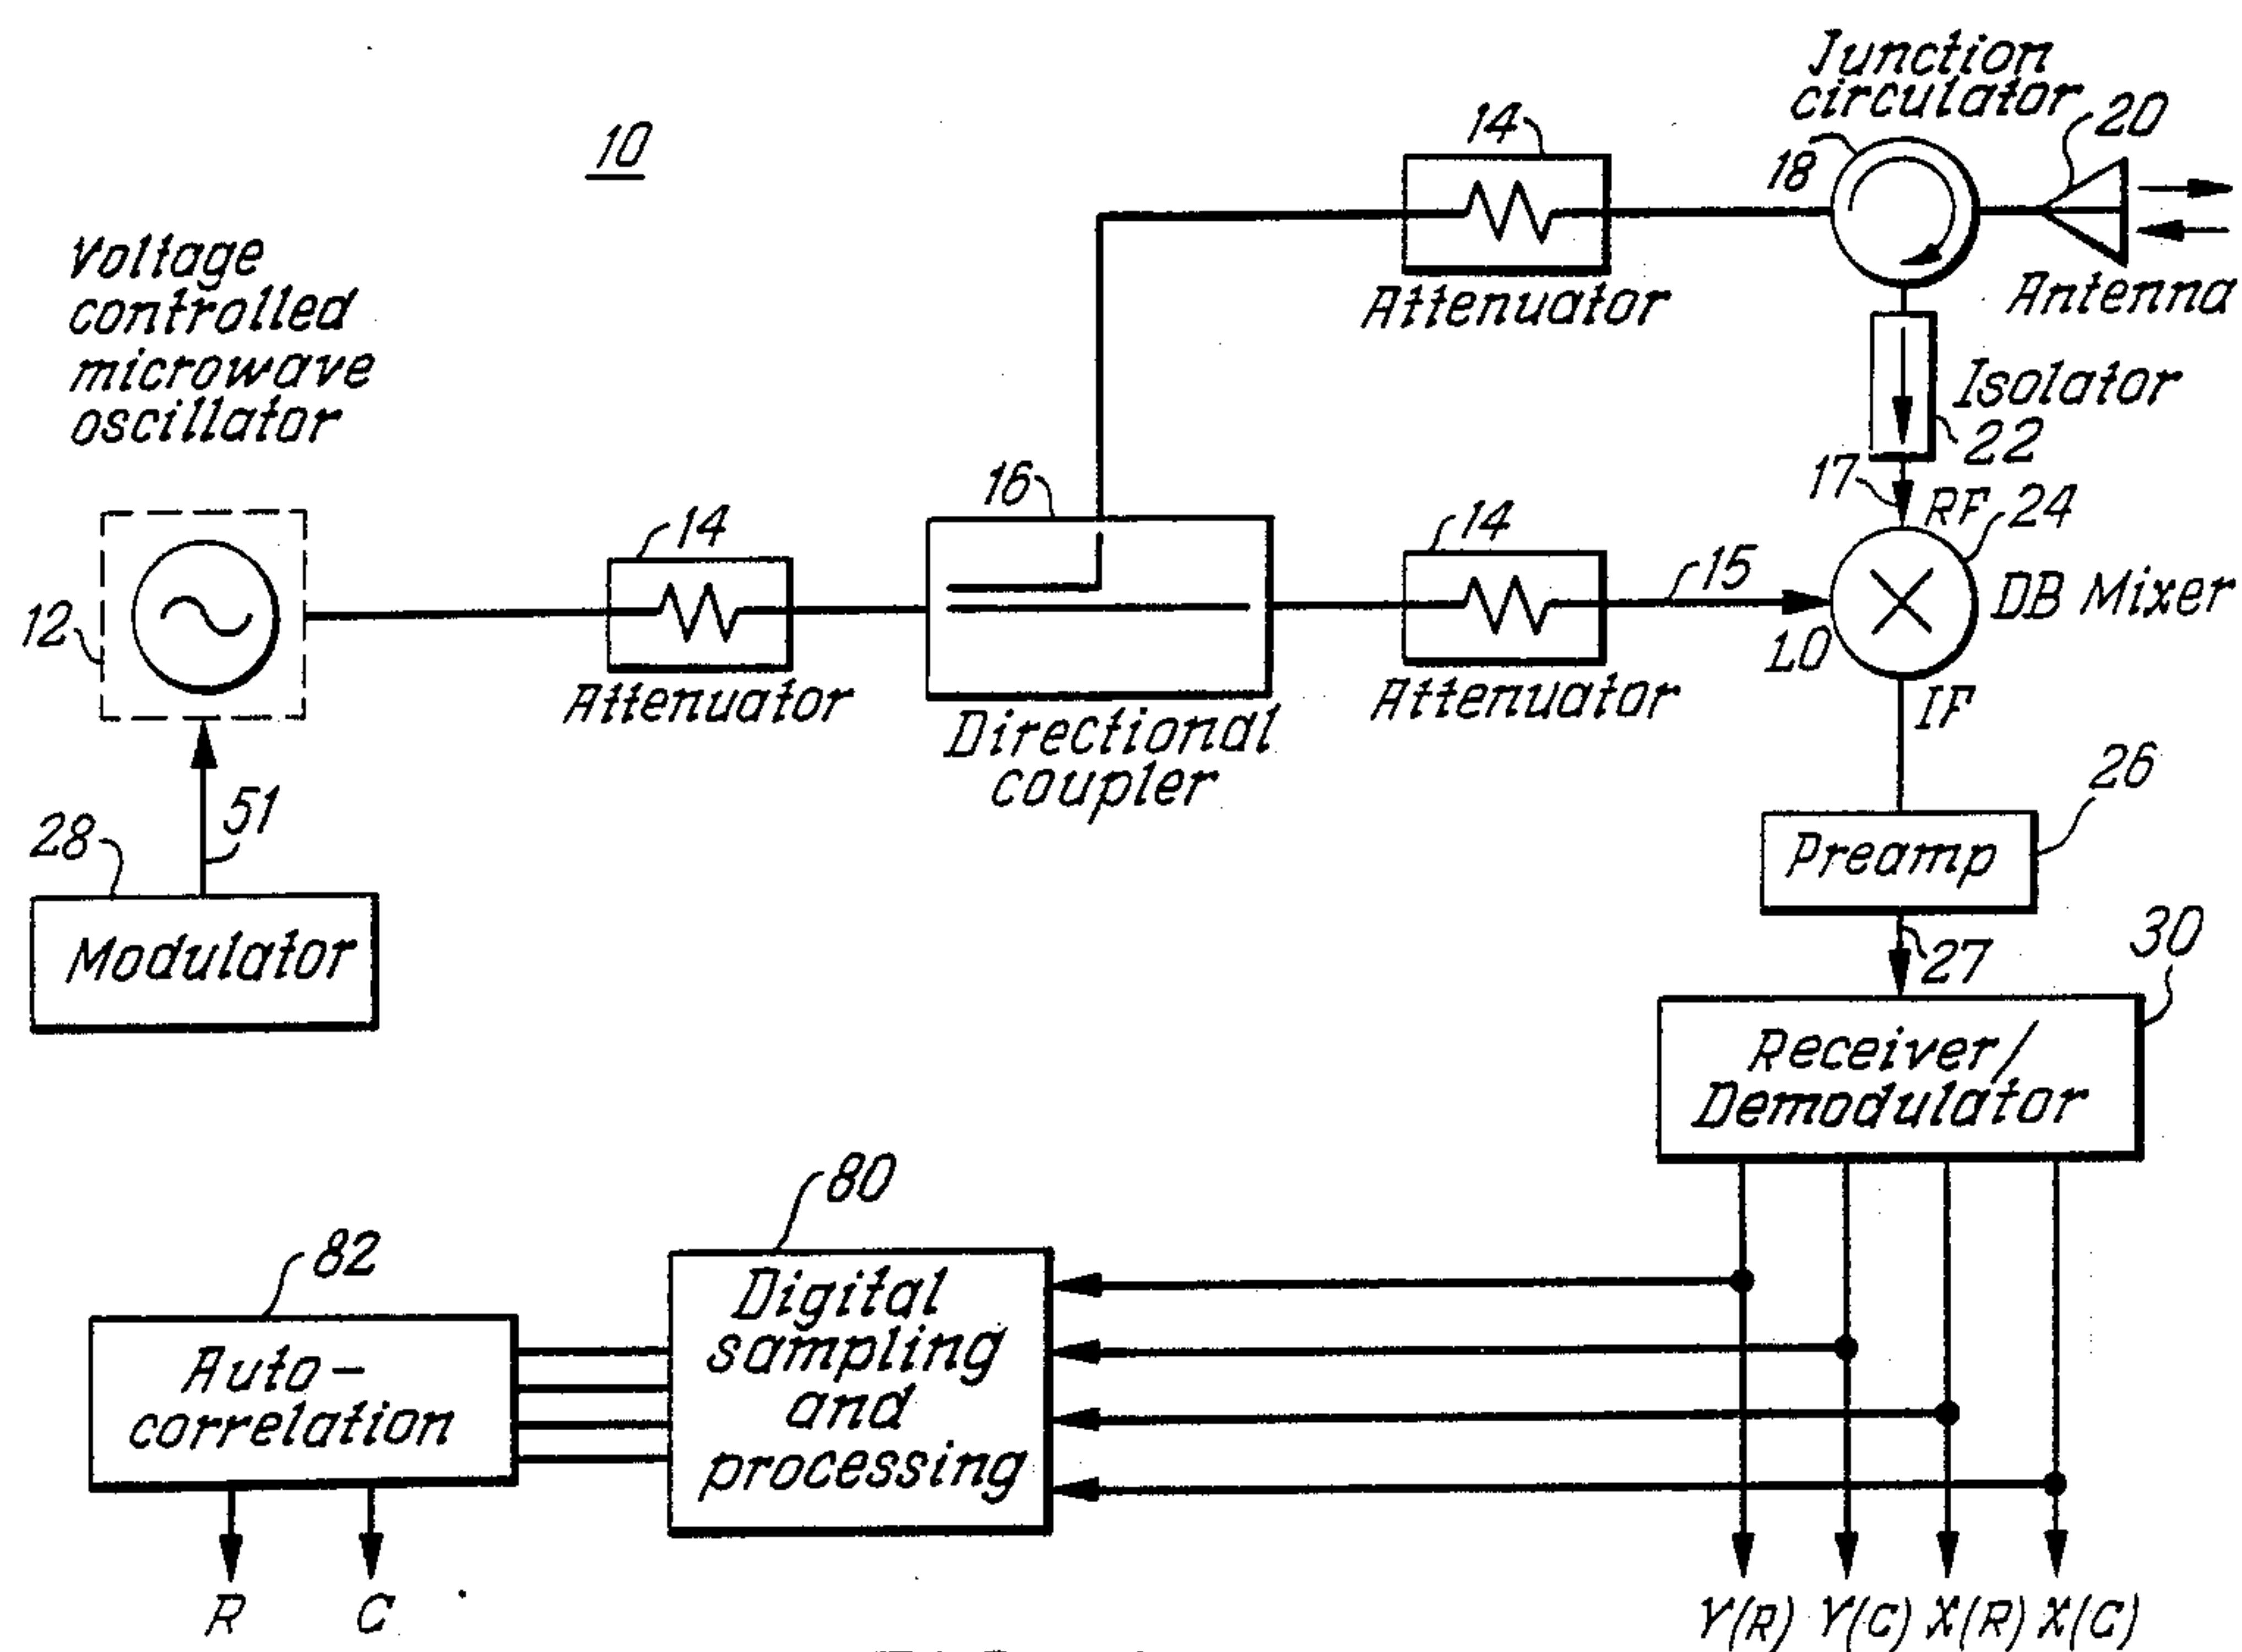 10
Voltage
controlled
microwave
oscillator
12
51
28
Modulator
14
Attenuator
16
Directional
coupler
14
Attenuator
Junction
circulator
18
20
Antenna
Isolator
22
17
RF
24
14
Attenuator
15
LO
DB Mixer
IF
26
Preamp
27
30
Receiver/
Demodulator
80
Digital
sampling
and
processing
82
Auto-
correlation
R
C
Y(R) Y(C) X(R) X(C)